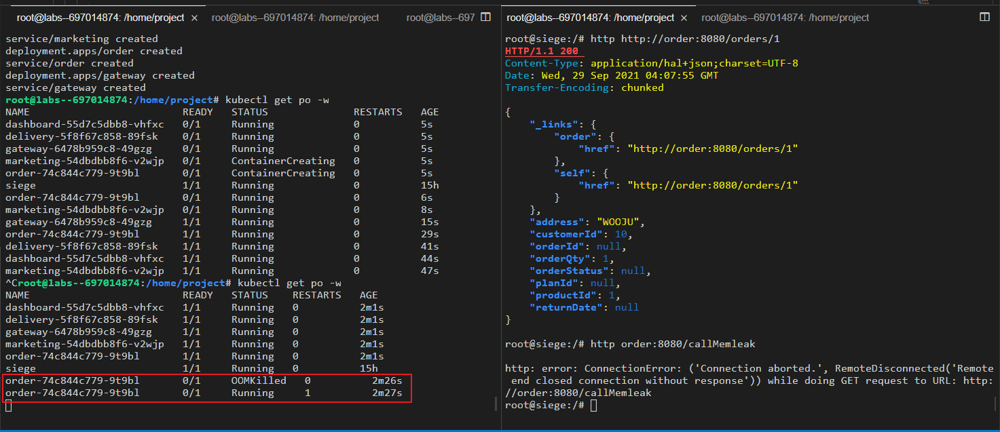 root@labs--697014874: /home/project × root@labs--697014874: /home/project root@labs--697
service/marketing created
deployment.apps/order created
service/order created
deployment.apps/gateway created
service/gateway created
root@labs--697014874:/home/project# kubectl get po -w
NAME READY STATUS RESTARTS AGE
dashboard-55d7c5dbb8-vhfxc 0/1 Running 0 5s
delivery-5f8f67c858-89fsk 0/1 Running 0 5s
gateway-6478b959c8-49gzg 0/1 Running 0 5s
marketing-54dbdbb8f6-v2wjp 0/1 ContainerCreating 0 5s
order-74c844c779-9t9bl 0/1 ContainerCreating 0 5s
siege 1/1 Running 0 15h
order-74c844c779-9t9bl 0/1 Running 0 6s
marketing-54dbdbb8f6-v2wjp 0/1 Running 0 8s
gateway-6478b959c8-49gzg 1/1 Running 0 15s
order-74c844c779-9t9bl 1/1 Running 0 29s
delivery-5f8f67c858-89fsk 1/1 Running 0 41s
dashboard-55d7c5dbb8-vhfxc 1/1 Running 0 44s
marketing-54dbdbb8f6-v2wjp 1/1 Running 0 47s
^Croot@labs--697014874:/home/project# kubectl get po -w
NAME READY STATUS RESTARTS AGE
dashboard-55d7c5dbb8-vhfxc 1/1 Running 0 2m1s
delivery-5f8f67c858-89fsk 1/1 Running 0 2m1s
gateway-6478b959c8-49gzg 1/1 Running 0 2m1s
marketing-54dbdbb8f6-v2wjp 1/1 Running 0 2m1s
order-74c844c779-9t9bl 1/1 Running 0 2m1s
siege 1/1 Running 0 15h
order-74c844c779-9t9bl 0/1 OOMKilled 0 2m26s
order-74c844c779-9t9bl 0/1 Running 1 2m27s
root@labs--697014874: /home/project × root@labs--697014874: /home/project
root@siege:/# http http://order:8080/orders/1
HTTP/1.1 200
Content-Type: application/hal+json;charset=UTF-8
Date: Wed, 29 Sep 2021 04:07:55 GMT
Transfer-Encoding: chunked
{
"_links": {
"order": {
"href": "http://order:8080/orders/1"
},
"self": {
"href": "http://order:8080/orders/1"
}
},
"address": "WOOJU",
"customerId": 10,
"orderId": null,
"orderQty": 1,
"orderStatus": null,
"planId": null,
"productId": 1,
"returnDate": null
}
root@siege:/# http order:8080/callMemleak
http: error: ConnectionError: ('Connection aborted.', RemoteDisconnected('Remote
end closed connection without response')) while doing GET request to URL: http:
//order:8080/callMemleak
root@siege:/#